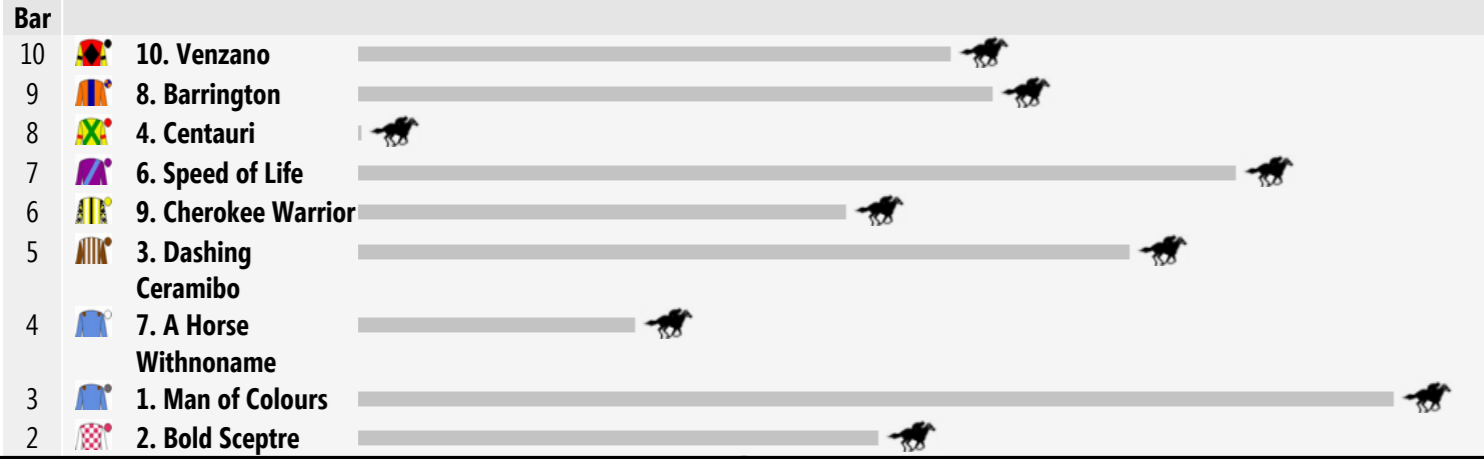 Bar
10 10. Venzano
9 8. Barrington
8 4. Centauri
7 6. Speed of Life
6 9. Cherokee Warrior
5 3. Dashing
Ceramibo
4 7. A Horse
Withnoname
3 1. Man of Colours
2 2. Bold Sceptre